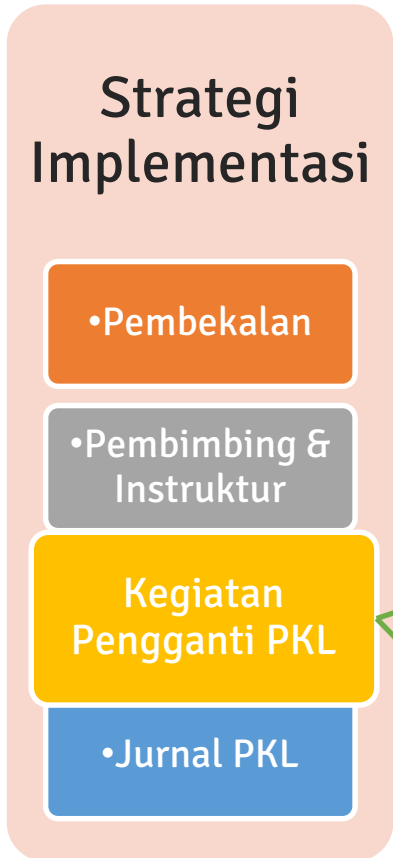 Strategi
Implementasi
•Pembekalan
•Pembimbing &
Instruktur
Kegiatan
Pengganti PKL
•Jurnal PKL